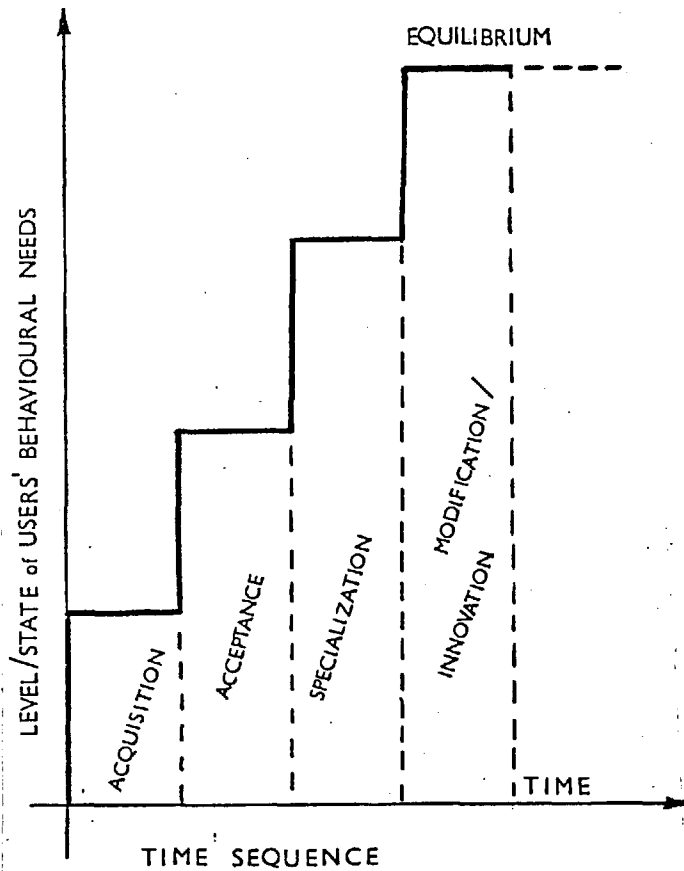 EQUILIBRIUM
LEVEL/STATE of USERS' BEHAVIOURAL NEEDS
ACQUISITION
ACCEPTANCE
SPECIALIZATION
MODIFICATION/
INNOVATION
TIME
TIME SEQUENCE